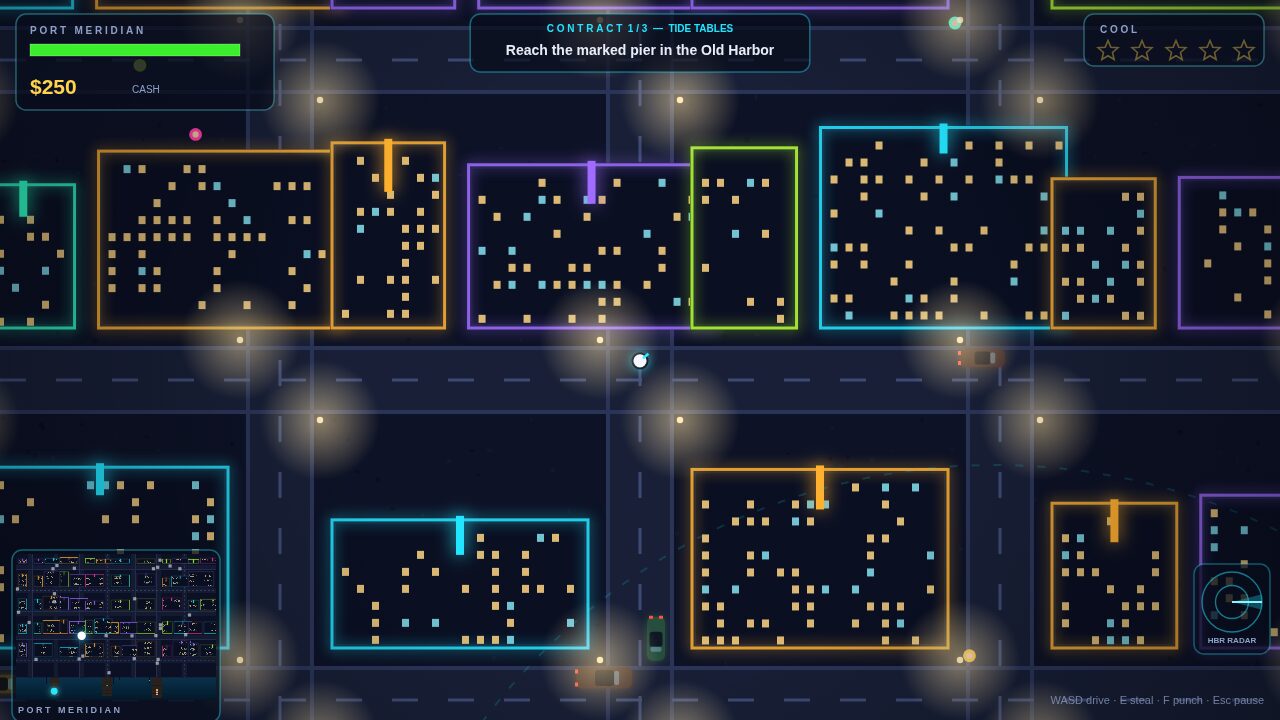 PORT MERIDIAN
$250 CASH
CONTRACT 1/3 — TIDE TABLES
Reach the marked pier in the Old Harbor
COOL
HBR RADAR
PORT MERIDIAN
WASD drive · E steal · F punch · Esc pause